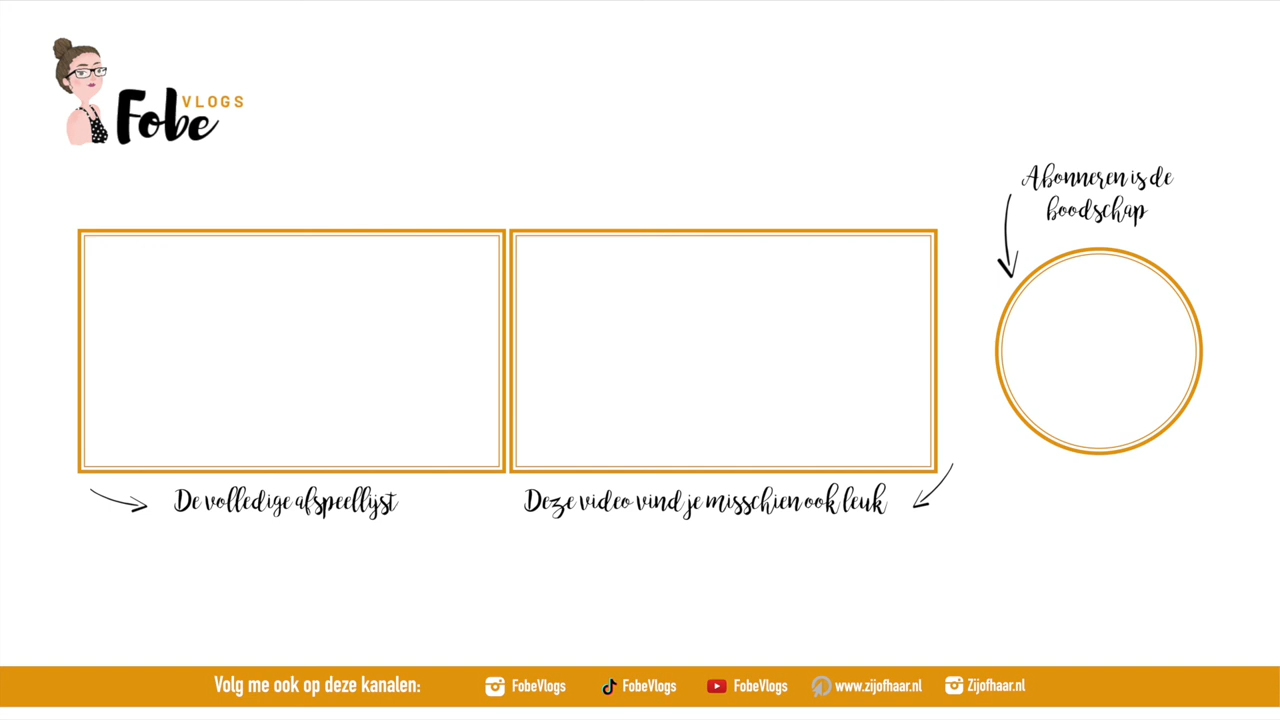 VLOGS
Fobe
Abonneren is de
boodschap
De volledige afspeellijst
Deze video vind je misschien ook leuk
Volg me ook op deze kanalen:
FobeVlogs
FobeVlogs
FobeVlogs
www.zijofhaar.nl
Zijofhaar.nl